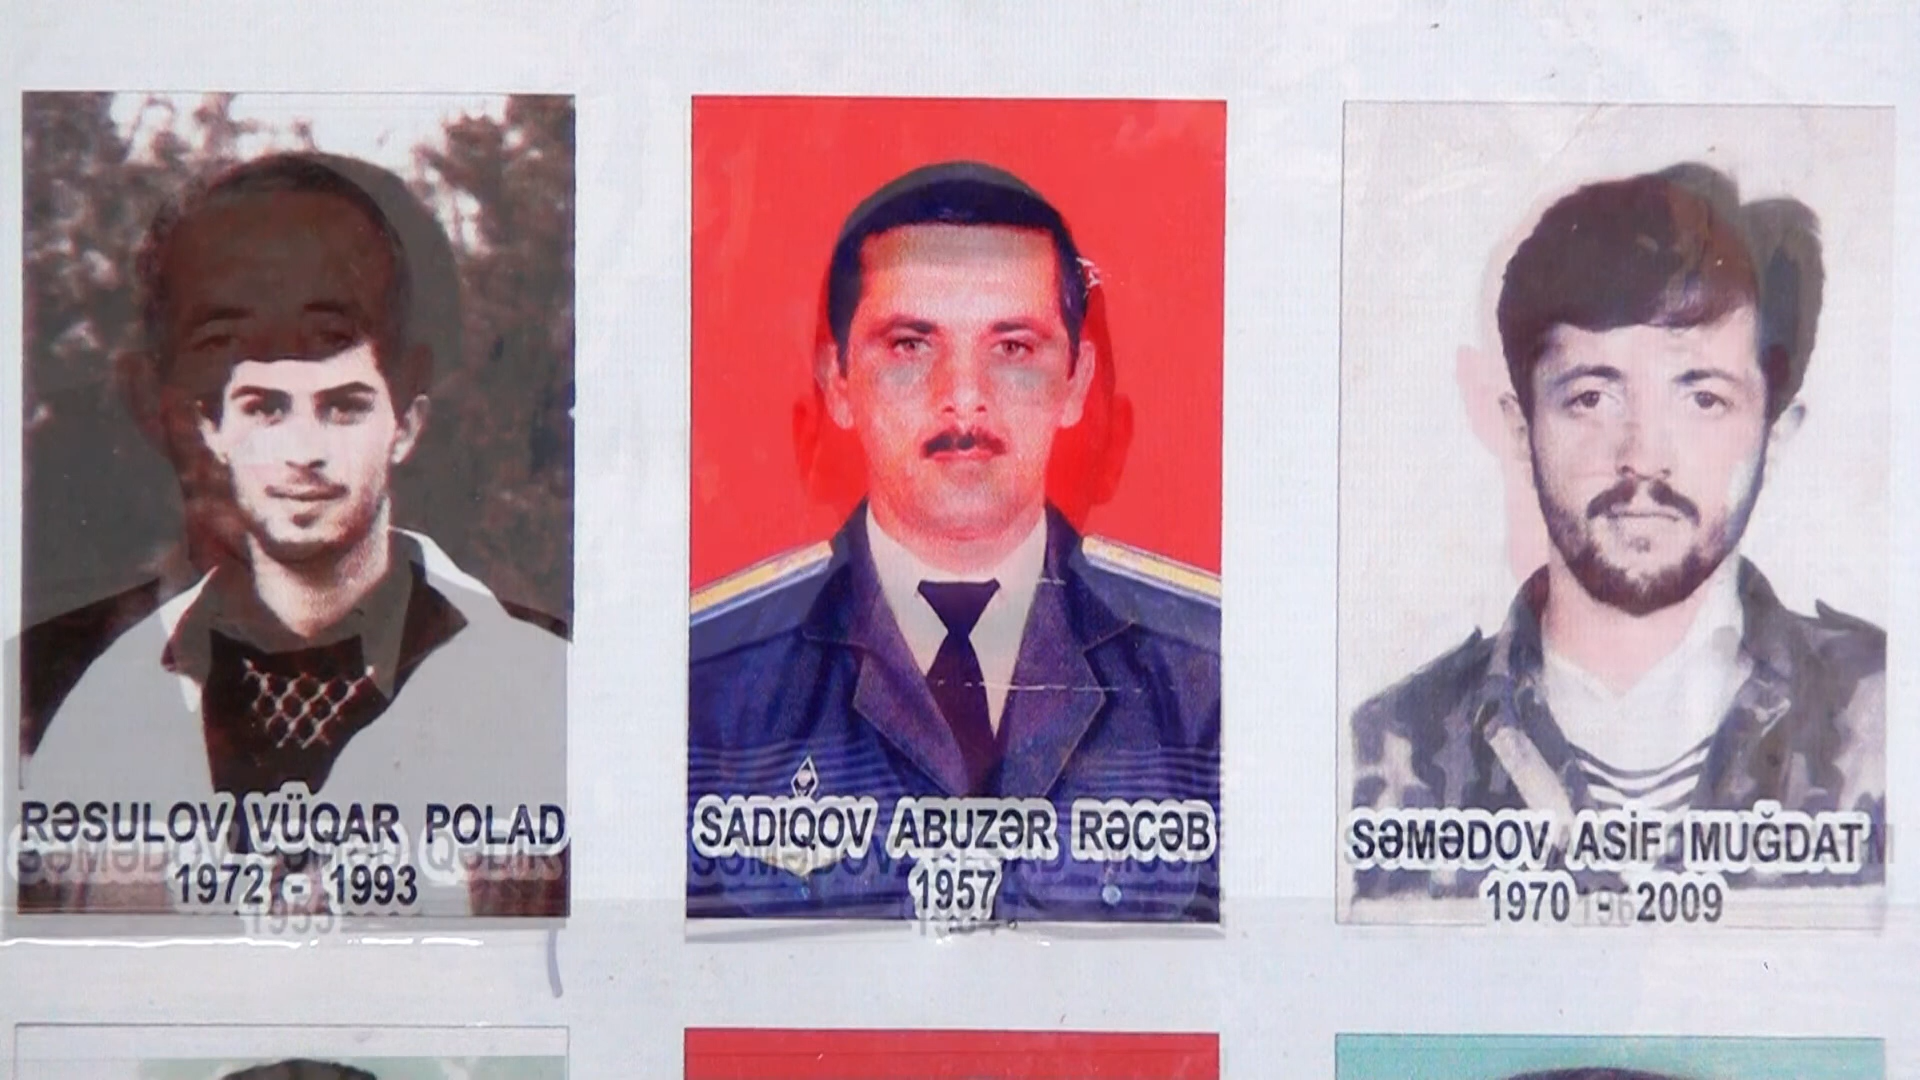 RƏSULOV VÜQAR POLAD
1972 - 1993
SADIQOV ABUZƏR RƏCƏB
1957
SƏMƏDOV ASİF MUĞDAT
1970 - 2009